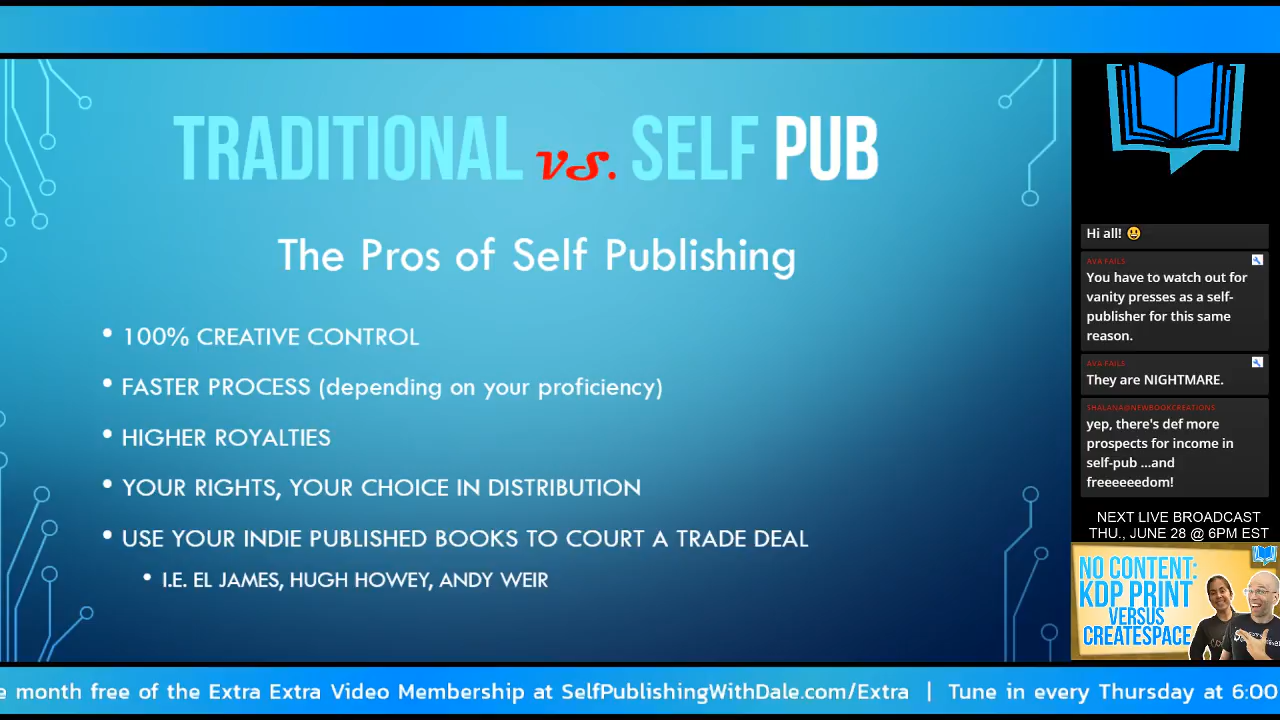 TRADITIONAL vs. SELF PUB
The Pros of Self Publishing
• 100% CREATIVE CONTROL
• FASTER PROCESS (depending on your proficiency)
• HIGHER ROYALTIES
• YOUR RIGHTS, YOUR CHOICE IN DISTRIBUTION
• USE YOUR INDIE PUBLISHED BOOKS TO COURT A TRADE DEAL
• I.E. EL JAMES, HUGH HOWEY, ANDY WEIR
Hi all! 😃
AVA FAILS
You have to watch out for
vanity presses as a self-
publisher for this same
reason.
AVA FAILS
They are NIGHTMARE.
SHALANA@NEWBOOKCREATIONS
yep, there's def more
prospects for income in
self-pub ...and
freeeeeedom!
NEXT LIVE BROADCAST
THU., JUNE 28 @ 6PM EST
NO CONTENT:
KDP PRINT
VERSUS
CREATESPACE
e month free of the Extra Extra Video Membership at SelfPublishingWithDale.com/Extra | Tune in every Thursday at 6:00